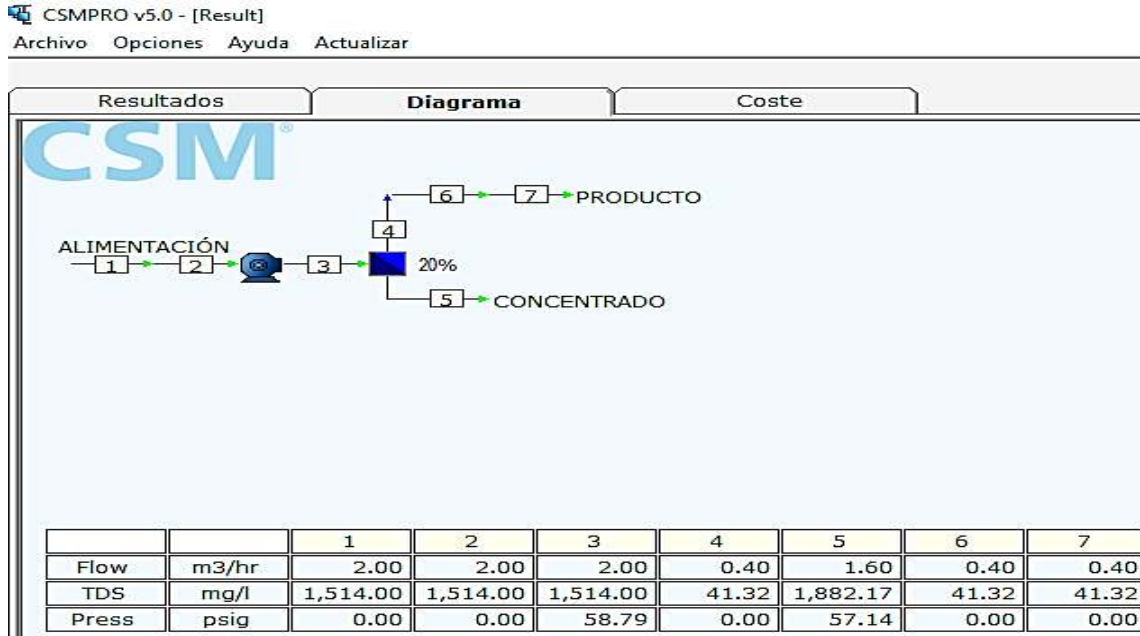 CSMPRO v5.0 - [Result]
Archivo Opciones Ayuda Actualizar
Resultados Diagrama Coste
CSM®
6 7 PRODUCTO
4
ALIMENTACIÓN
1 2 3 20%
5 CONCENTRADO
1 2 3 4 5 6 7
Flow m3/hr 2.00 2.00 2.00 0.40 1.60 0.40 0.40
TDS mg/l 1,514.00 1,514.00 1,514.00 41.32 1,882.17 41.32 41.32
Press psig 0.00 0.00 58.79 0.00 57.14 0.00 0.00